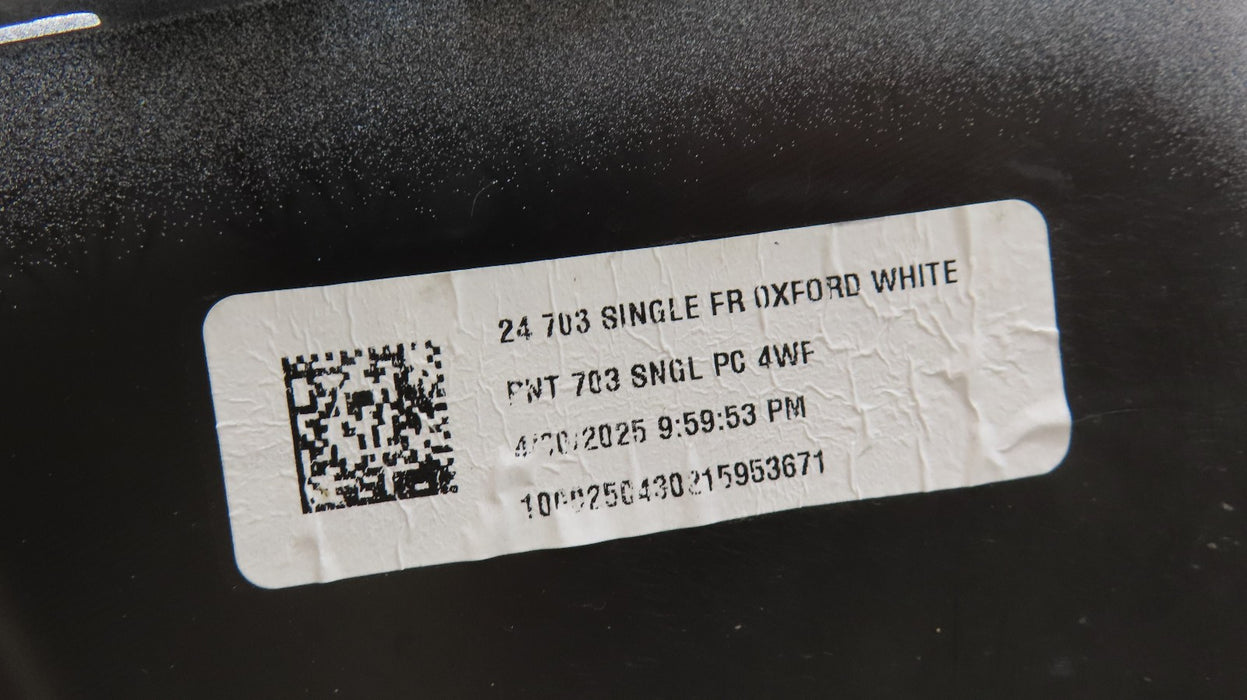 24 703 SINGLE FR OXFORD WHITE
PNT 703 SNGL PC 4WF
4/30/2025 9:59:53 PM
1000250430215953671